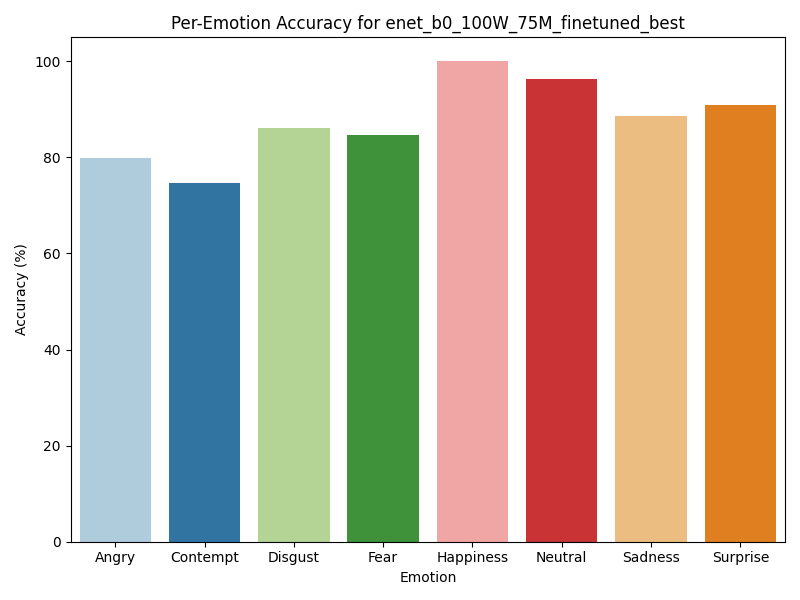 Per-Emotion Accuracy for enet_b0_100W_75M_finetuned_best
Accuracy (%)
100
80
60
40
20
0
Angry Contempt Disgust Fear Happiness Neutral Sadness Surprise
Emotion